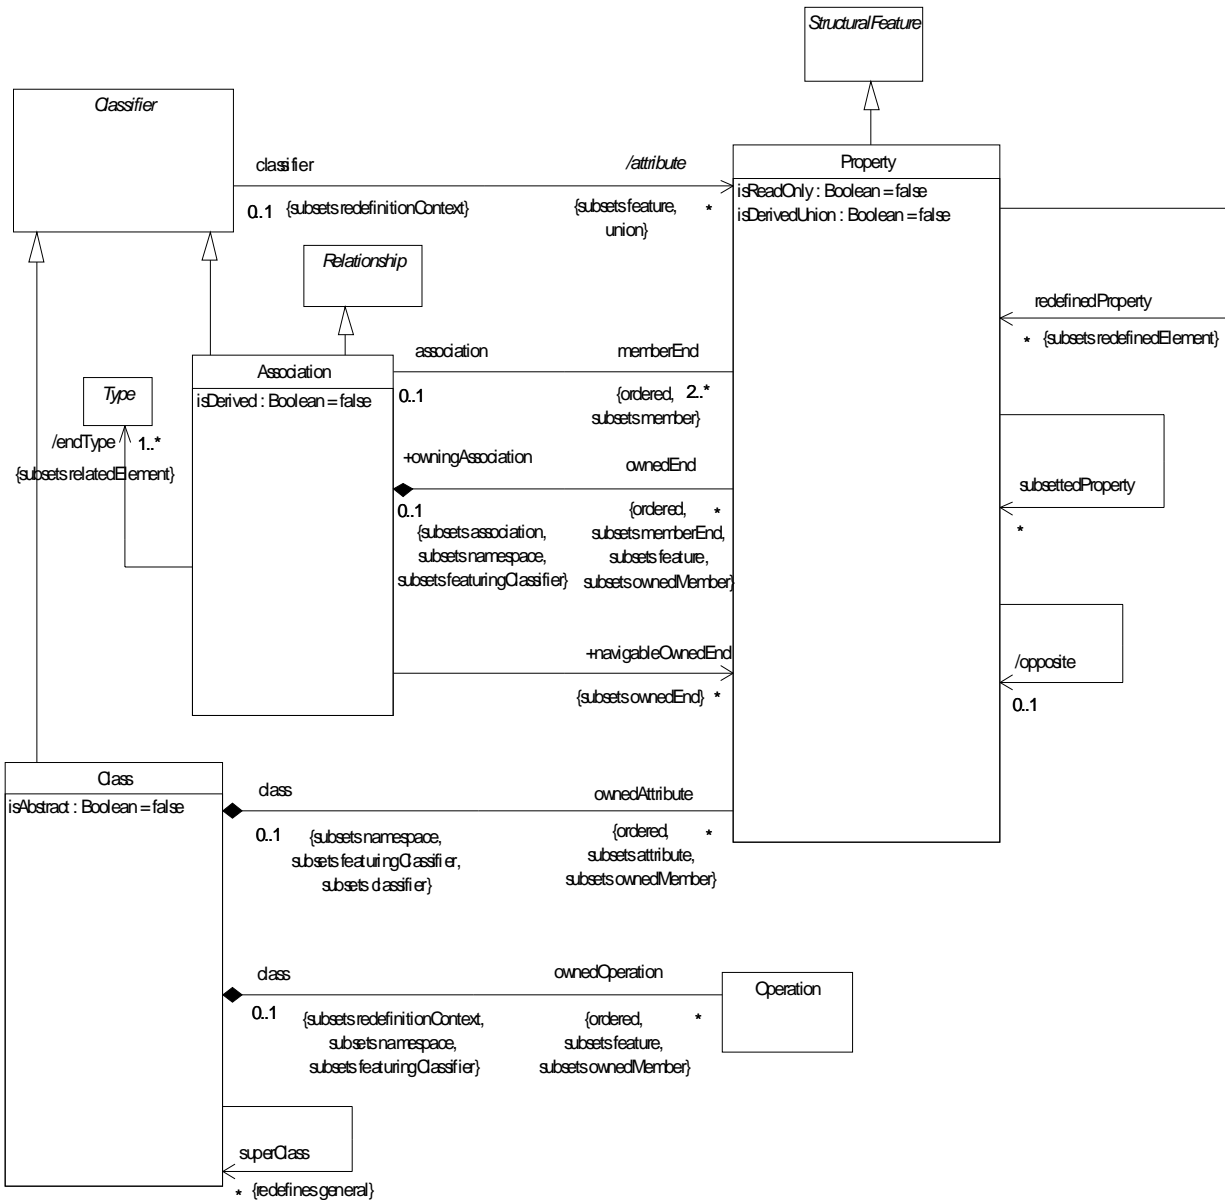 StructuralFeature
Classifier
Property
isReadOnly : Boolean = false
isDerivedUnion : Boolean = false
classifier
/attribute
0..1
{subsets redefinitionContext}
{subsets feature,
union}
*
Relationship
redefinedProperty
*
{subsets redefinedElement}
association
memberEnd
0..1
{ordered,
subsets member}
2..*
Association
isDerived : Boolean = false
Type
/endType
1..*
{subsets relatedElement}
+owningAssociation
ownedEnd
0..1
{subsets association,
subsets namespace,
subsets featuringClassifier}
{ordered,
subsets memberEnd,
subsets feature,
subsets ownedMember}
*
subsettedProperty
*
+navigableOwnedEnd
{subsets ownedEnd}
*
/opposite
0..1
Class
isAbstract : Boolean = false
class
ownedAttribute
0..1
{subsets namespace,
subsets featuringClassifier,
subsets classifier}
{ordered,
subsets attribute,
subsets ownedMember}
*
class
ownedOperation
0..1
{subsets redefinitionContext,
subsets namespace,
subsets featuringClassifier}
{ordered,
subsets feature,
subsets ownedMember}
*
Operation
superClass
*
{redefines general}